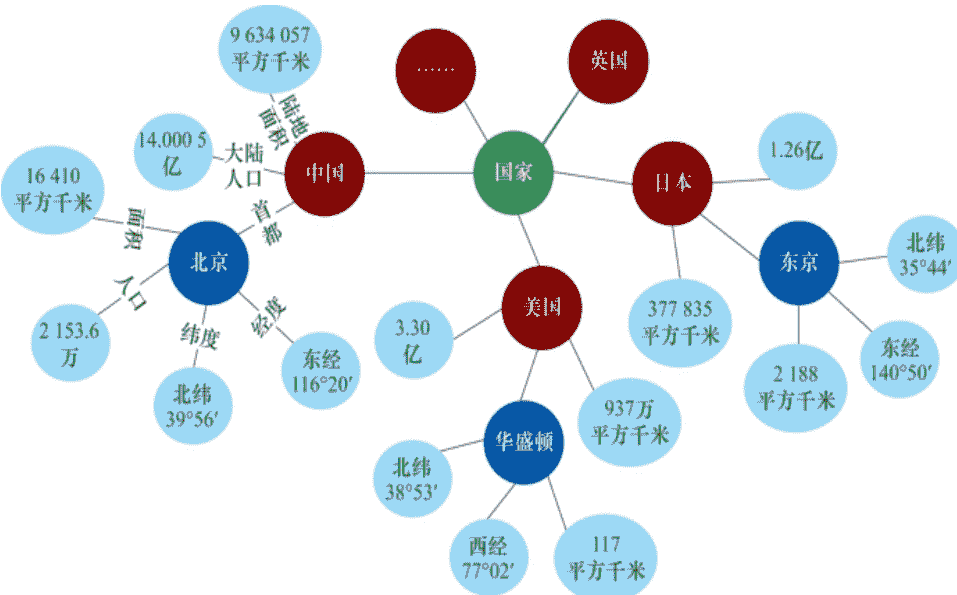 9 634 057
平方千米
……
英国
陆地
面积
14.000 5
亿
大陆
人口
中国
国家
日本
1.26亿
16 410
平方千米
面积
首
都
北京
东京
北纬
35°44′
人口
美国
377 835
平方千米
2 153.6
万
纬度
经度
3.30
亿
东经
116°20′
东经
140°50′
2 188
平方千米
北纬
39°56′
937万
平方千米
华盛顿
北纬
38°53′
西经
77°02′
117
平方千米